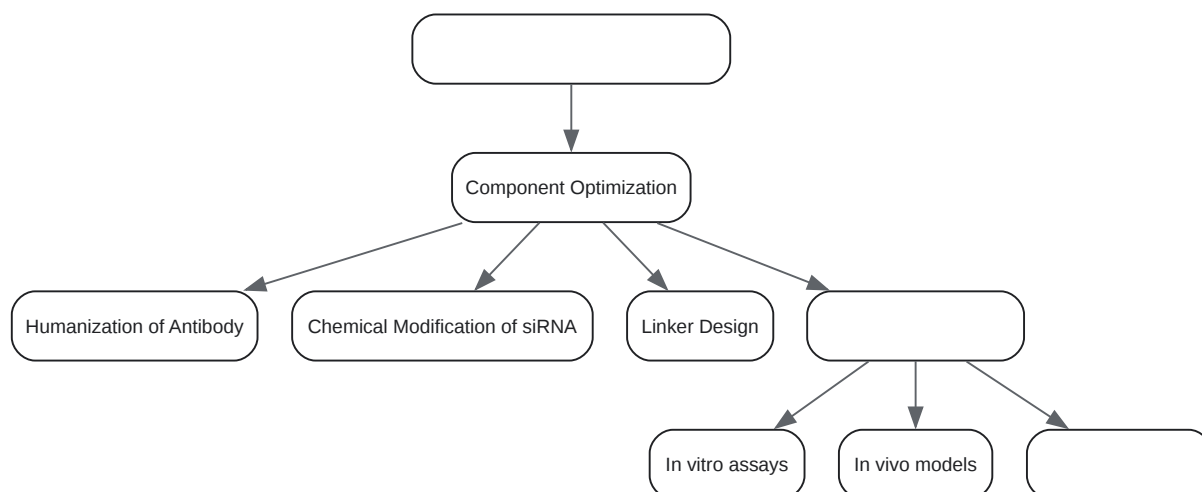 Component Optimization
Humanization of Antibody
Chemical Modification of siRNA
Linker Design
In vitro assays
In vivo models